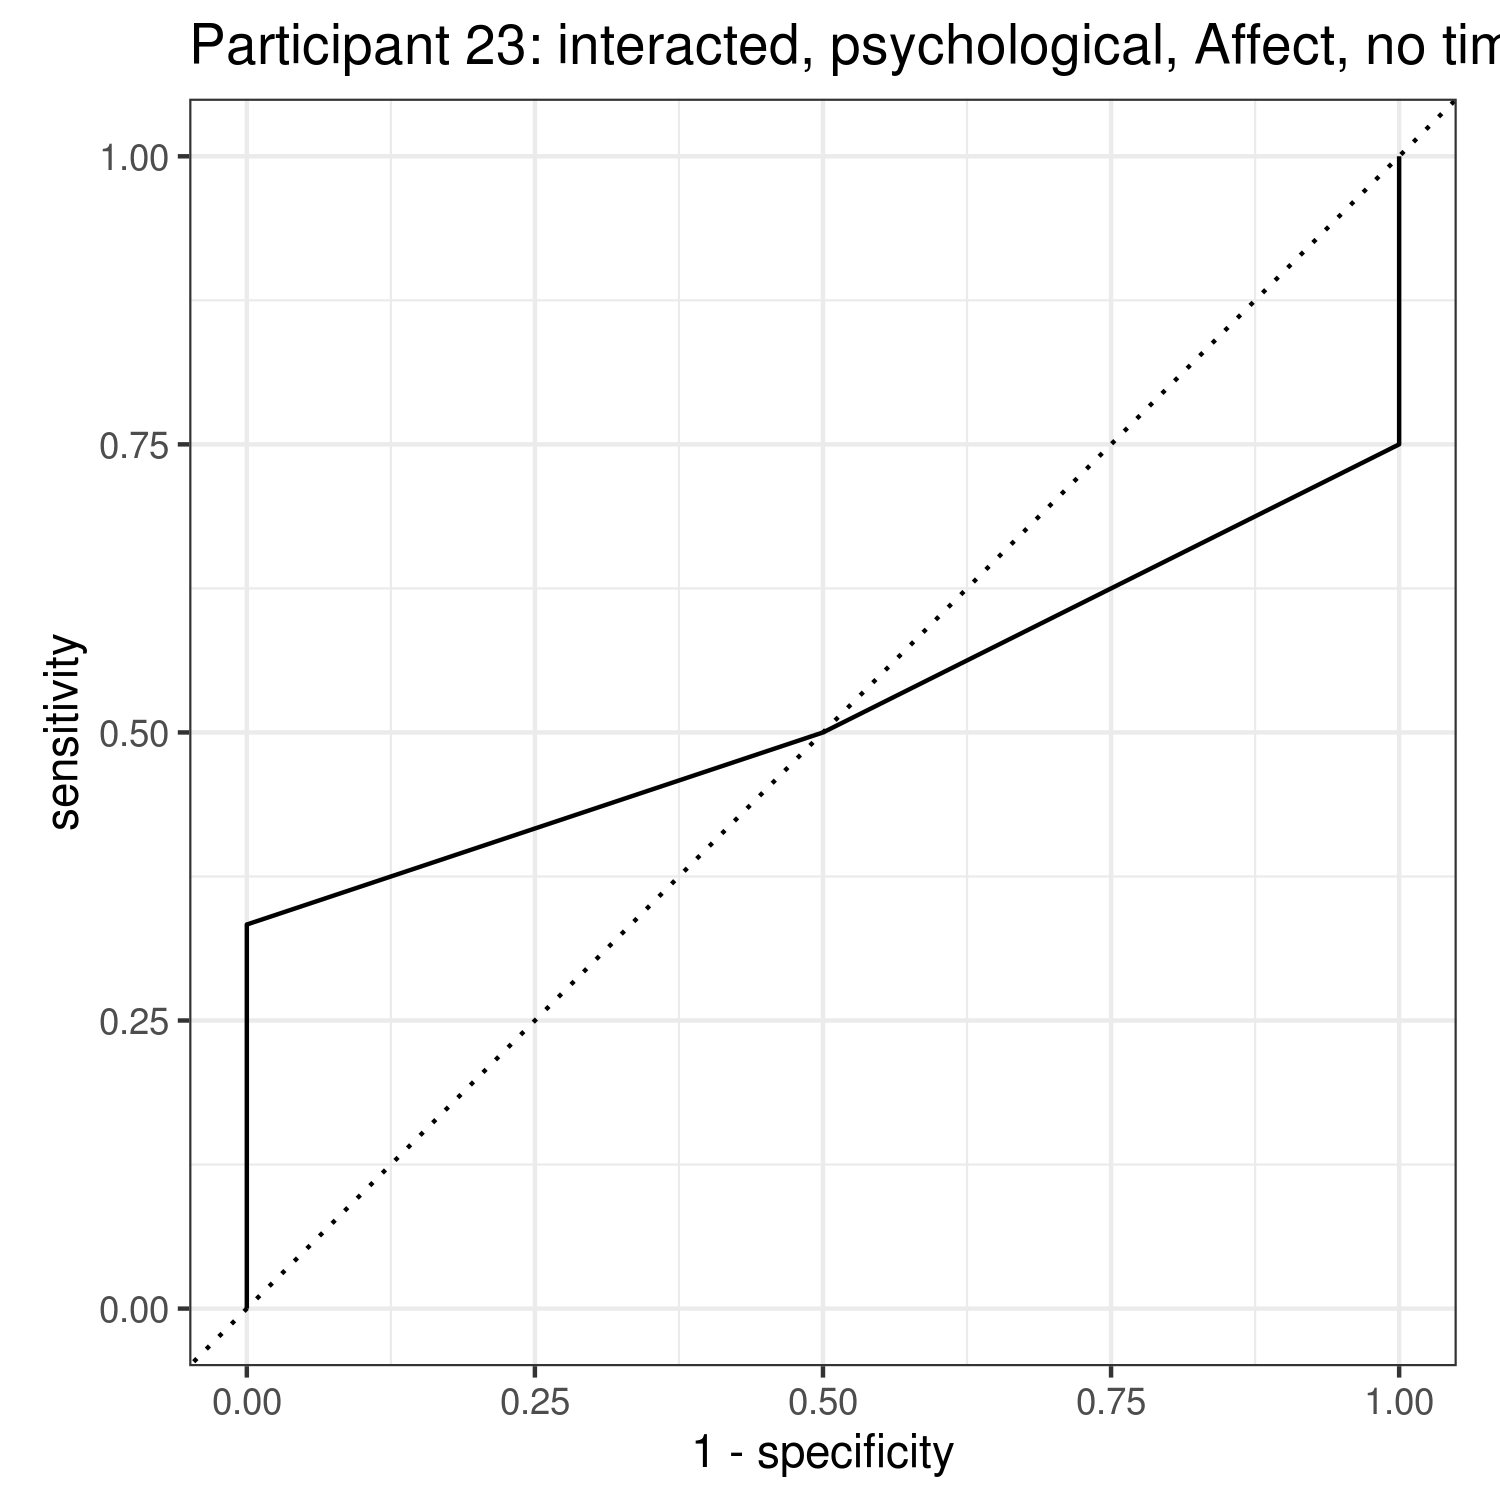 Participant 23: interacted, psychological, Affect, no tim
1.00
0.75
0.50
0.25
0.00
sensitivity
0.00 0.25 0.50 0.75 1.00
1 - specificity